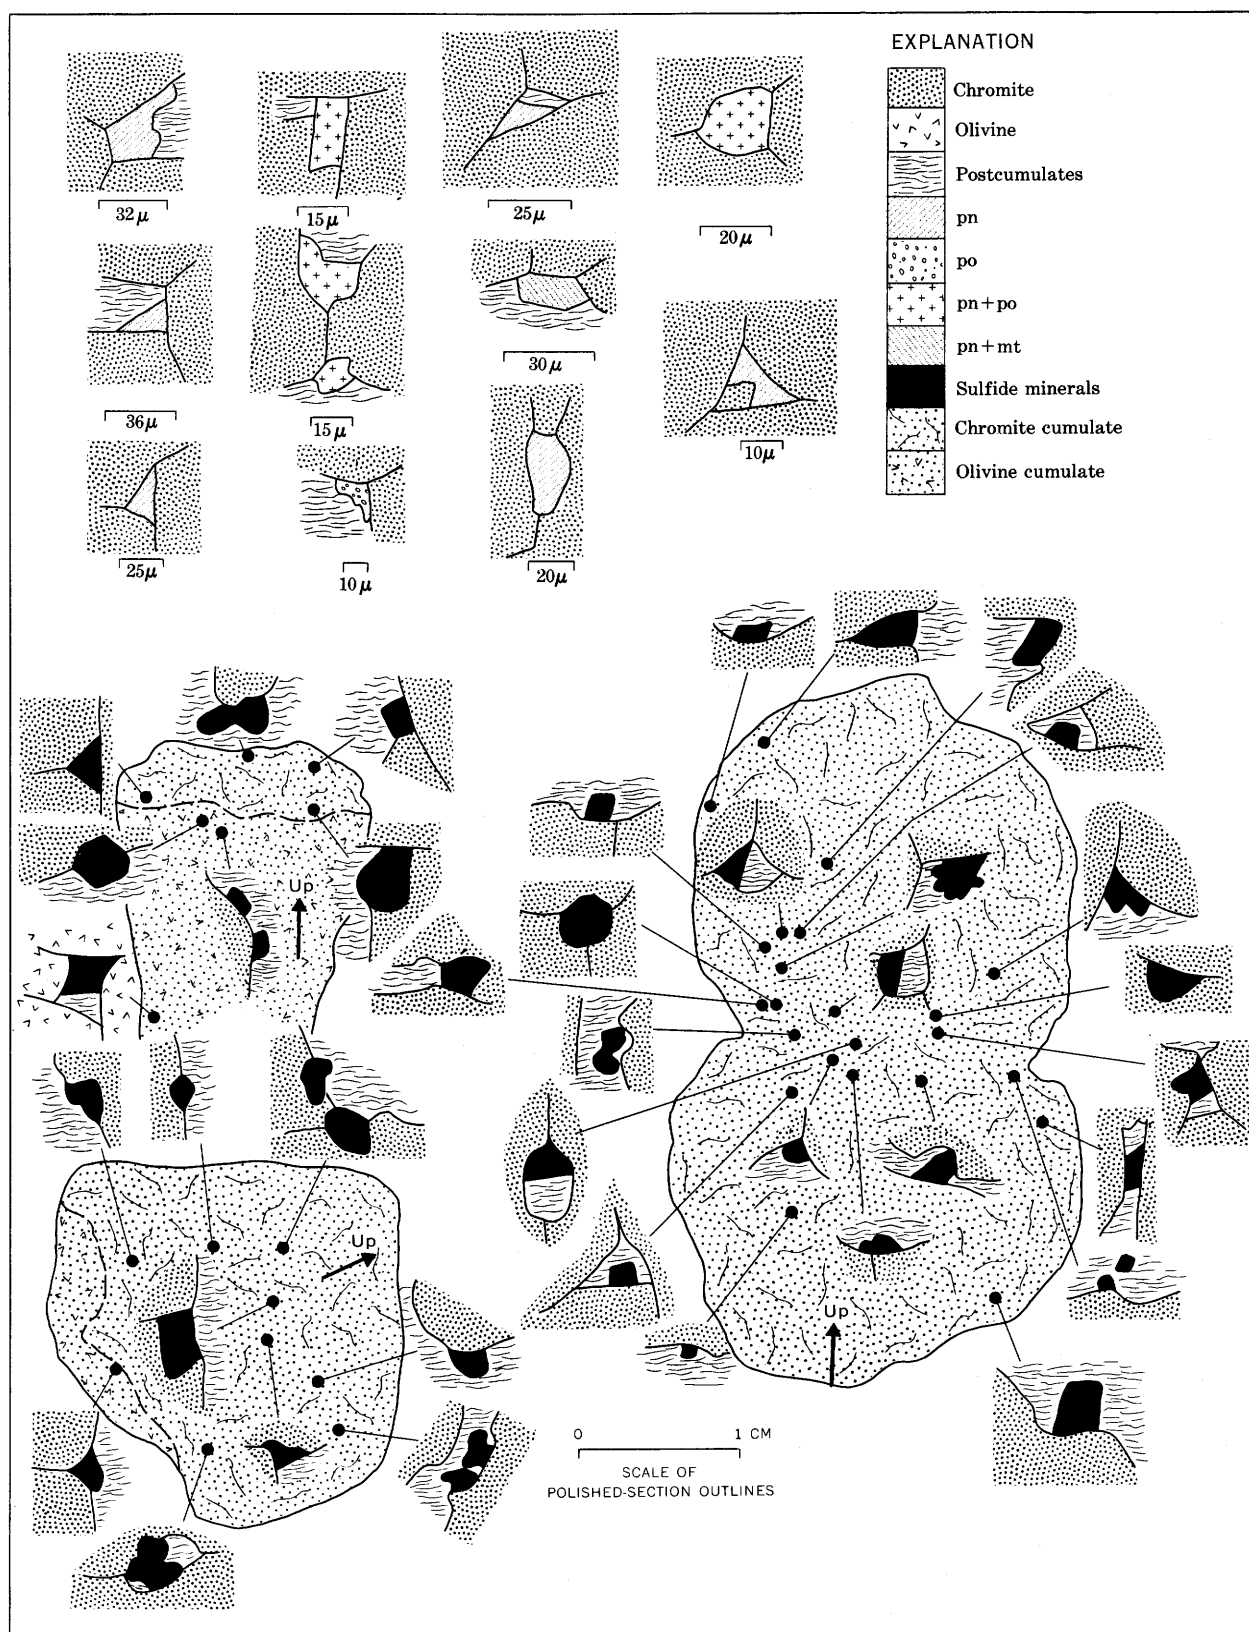 EXPLANATION
Chromite
Olivine
Postcumulates
pn
po
pn+po
pn+mt
Sulfide minerals
Chromite cumulate
Olivine cumulate
32μ
15μ
25μ
20μ
36μ
15μ
30μ
10μ
25μ
10μ
20μ
Up
Up
Up
0 1 CM
SCALE OF
POLISHED-SECTION OUTLINES